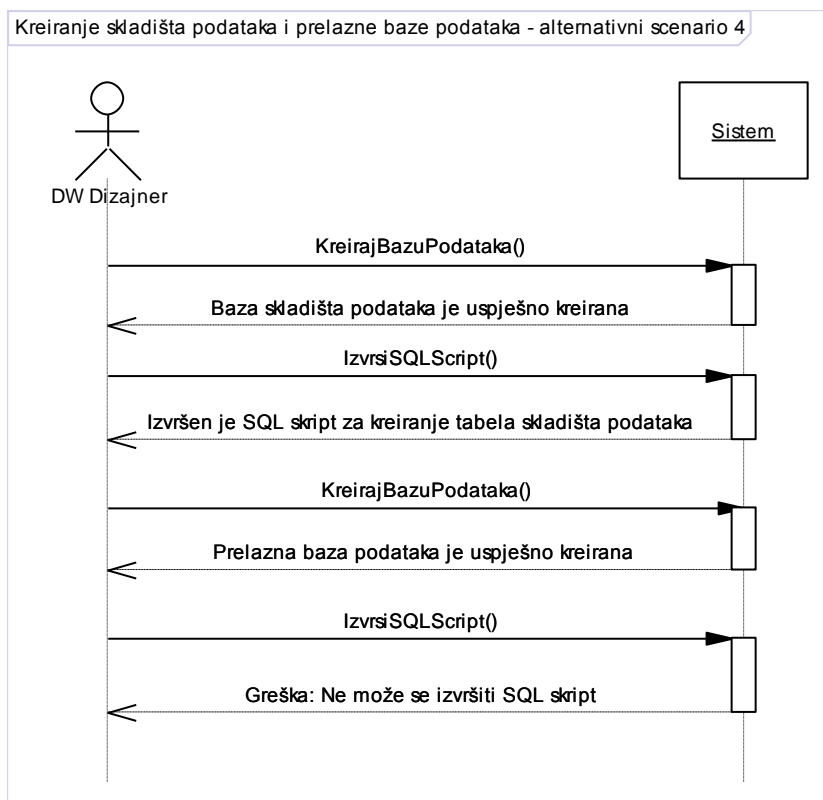 Kreiranje skladišta podataka i prelazne baze podataka - alternativni scenario 4
Sistem
DW Dizajner
KreirajBazuPodataka()
Baza skladišta podataka je uspješno kreirana
IzvrsiSQLScript()
Izvršen je SQL skript za kreiranje tabela skladišta podataka
KreirajBazuPodataka()
Prelazna baza podataka je uspješno kreirana
IzvrsiSQLScript()
Greška: Ne može se izvršiti SQL skript